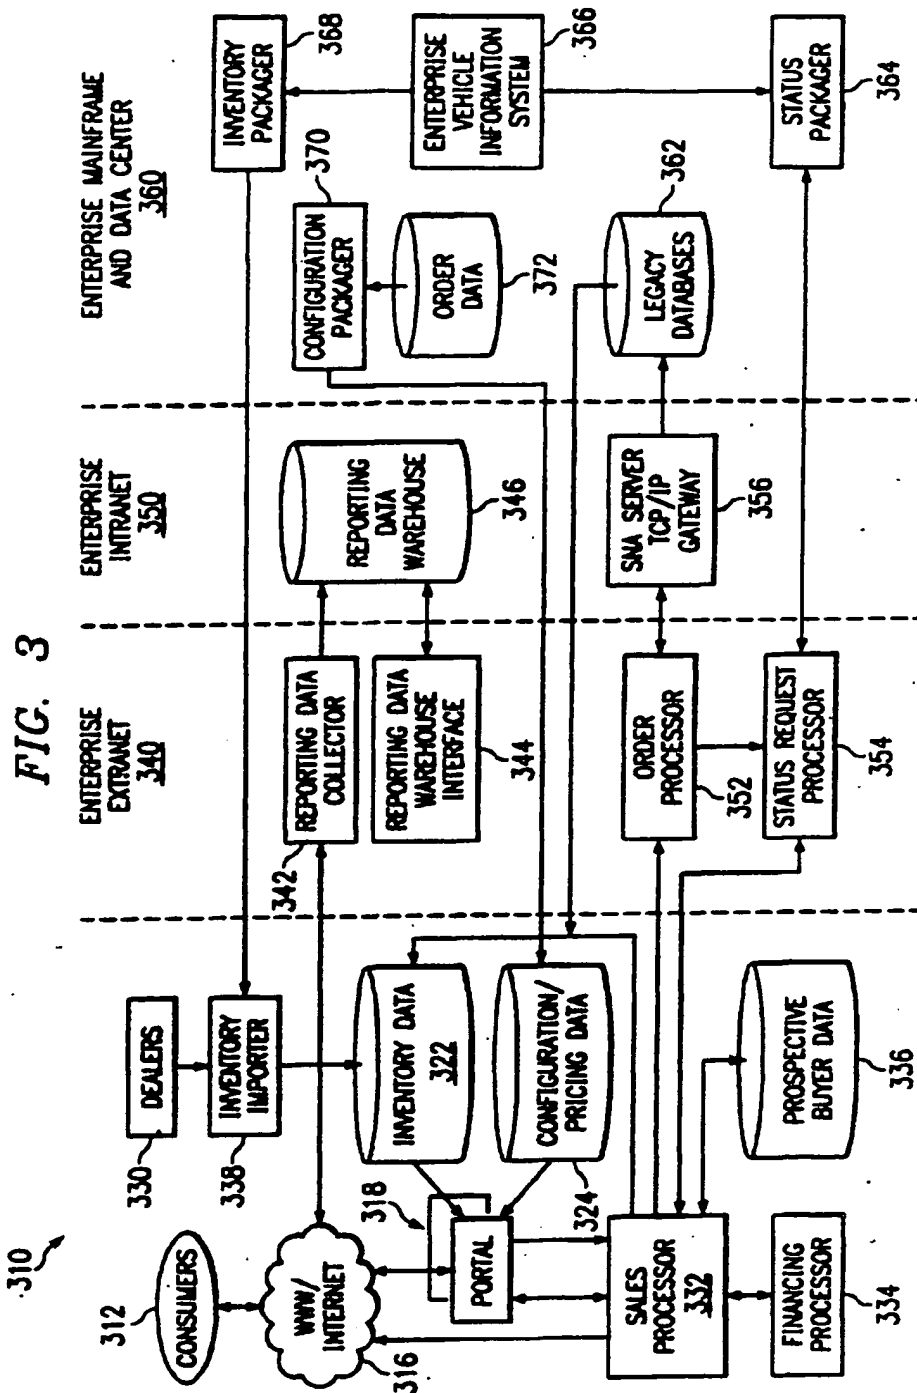 FIG. 3
310
ENTERPRISE
EXTRANET
340
ENTERPRISE
INTRANET
350
ENTERPRISE MAINFRAME
AND DATA CENTER
360
312
CONSUMERS
WWW/
INTERNET
316
330
DEALERS
INVENTORY
IMPORTER
338
318
PORTAL
INVENTORY DATA
322
CONFIGURATION/
PRICING DATA
324
SALES
PROCESSOR
332
FINANCING
PROCESSOR
334
PROSPECTIVE
BUYER DATA
336
342
REPORTING DATA
COLLECTOR
REPORTING DATA
WAREHOUSE
INTERFACE
344
ORDER
PROCESSOR
352
STATUS REQUEST
PROCESSOR
354
REPORTING
DATA
WAREHOUSE
346
SNA SERVER
TCP/IP
GATEWAY
356
INVENTORY
PACKAGER
368
370
CONFIGURATION
PACKAGER
ORDER
DATA
372
ENTERPRISE
VEHICLE
INFORMATION
SYSTEM
366
362
LEGACY
DATABASES
STATUS
PACKAGER
364